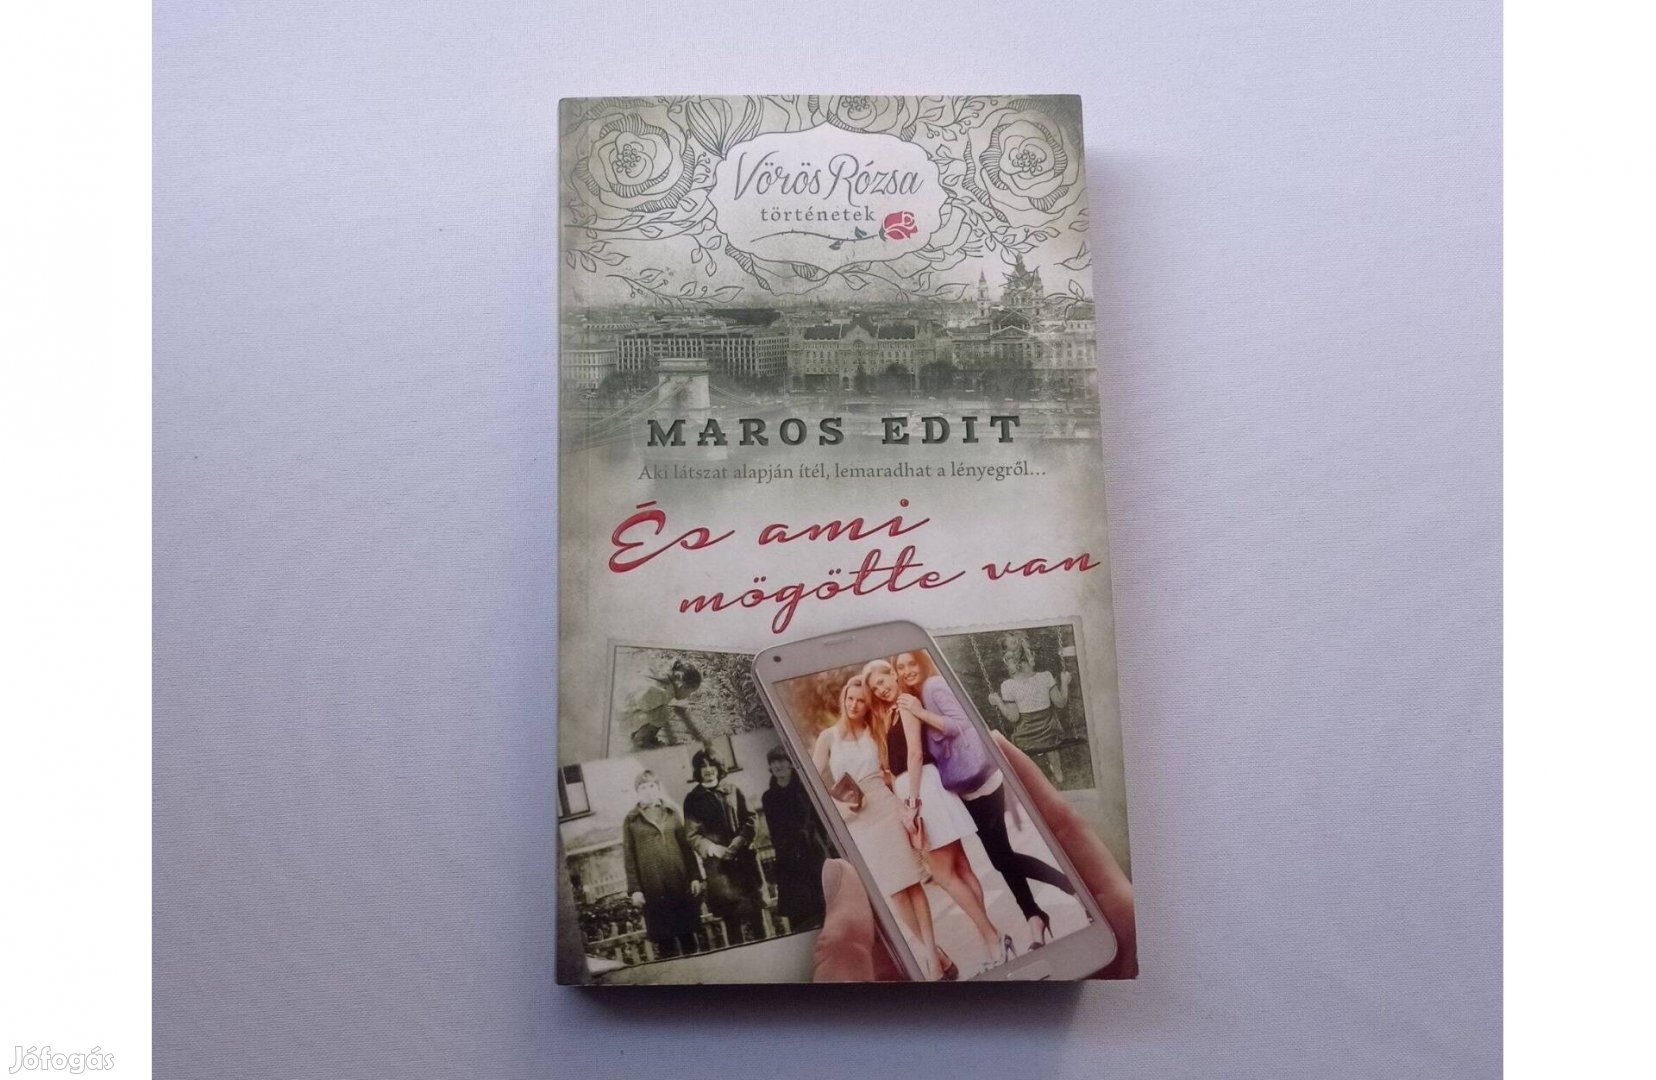 Vörös Rózsa
történetek
MAROS EDIT
Aki látszat alapján ítél, lemaradhat a lényegről...
És ami
mögötte van
Jófogás